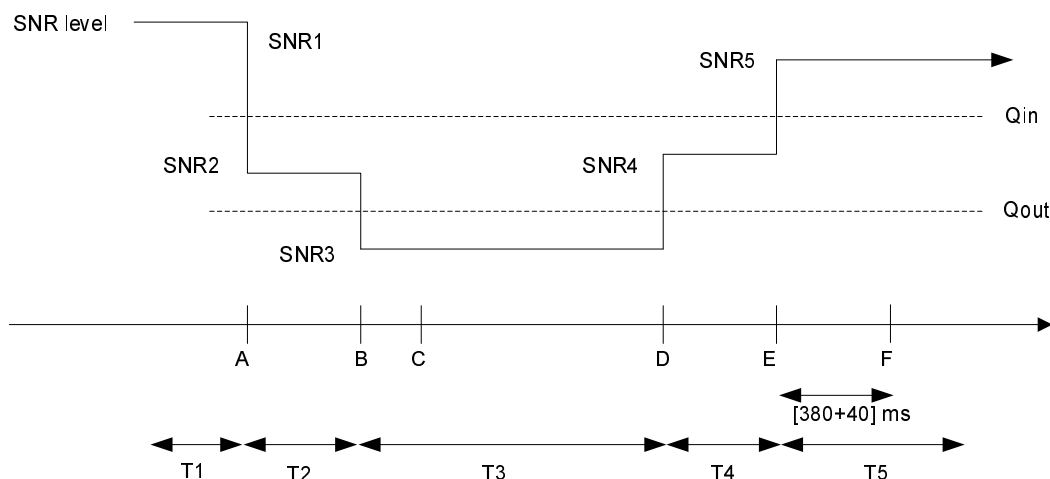 SNR level
SNR1
SNR5
Qin
SNR2
SNR4
Qout
SNR3
A B C D E F
[380+40] ms
T1 T2 T3 T4 T5